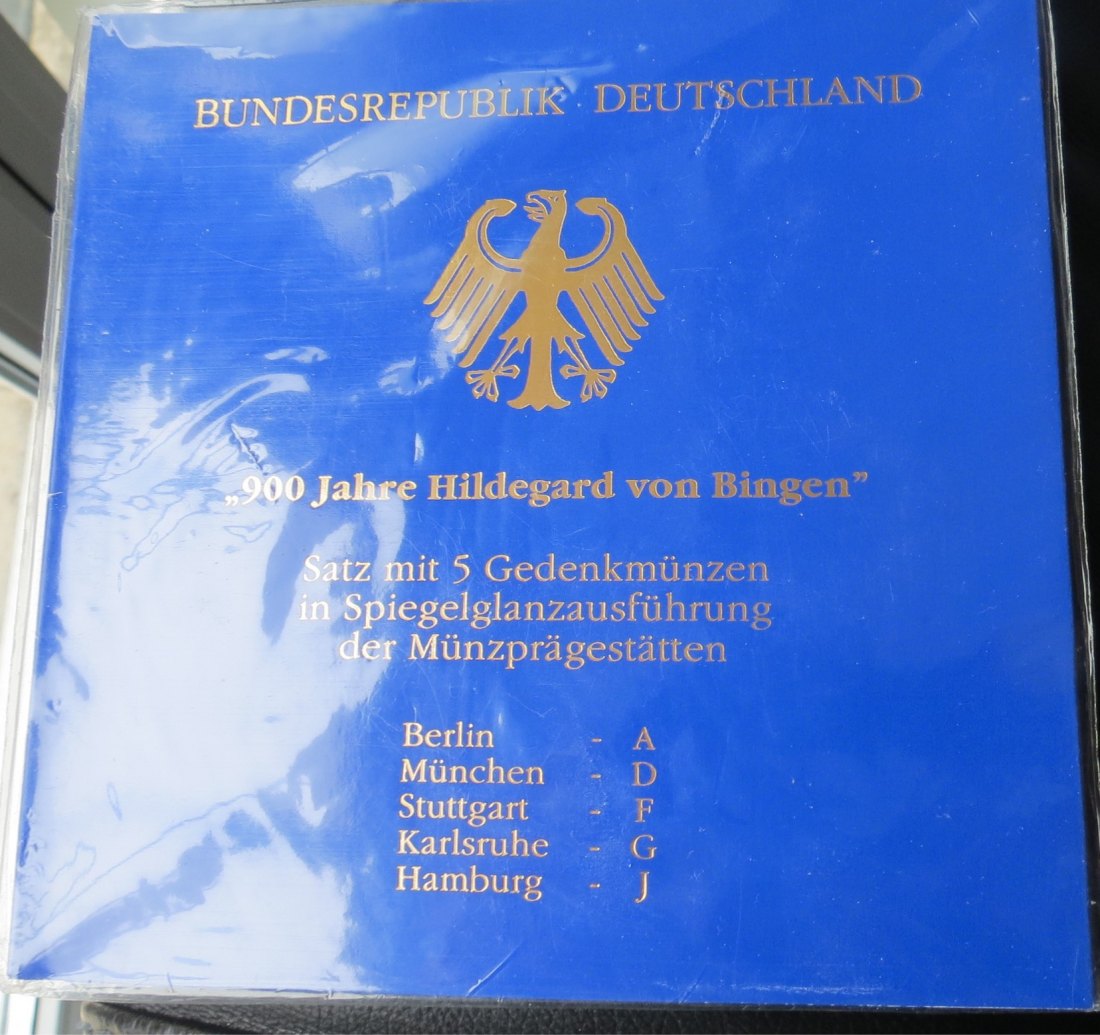 BUNDESREPUBLIK DEUTSCHLAND
„900 Jahre Hildegard von Bingen”
Satz mit 5 Gedenkmünzen
in Spiegelglanzausführung
der Münzprägestätten
Berlin - A
München - D
Stuttgart - F
Karlsruhe - G
Hamburg - J